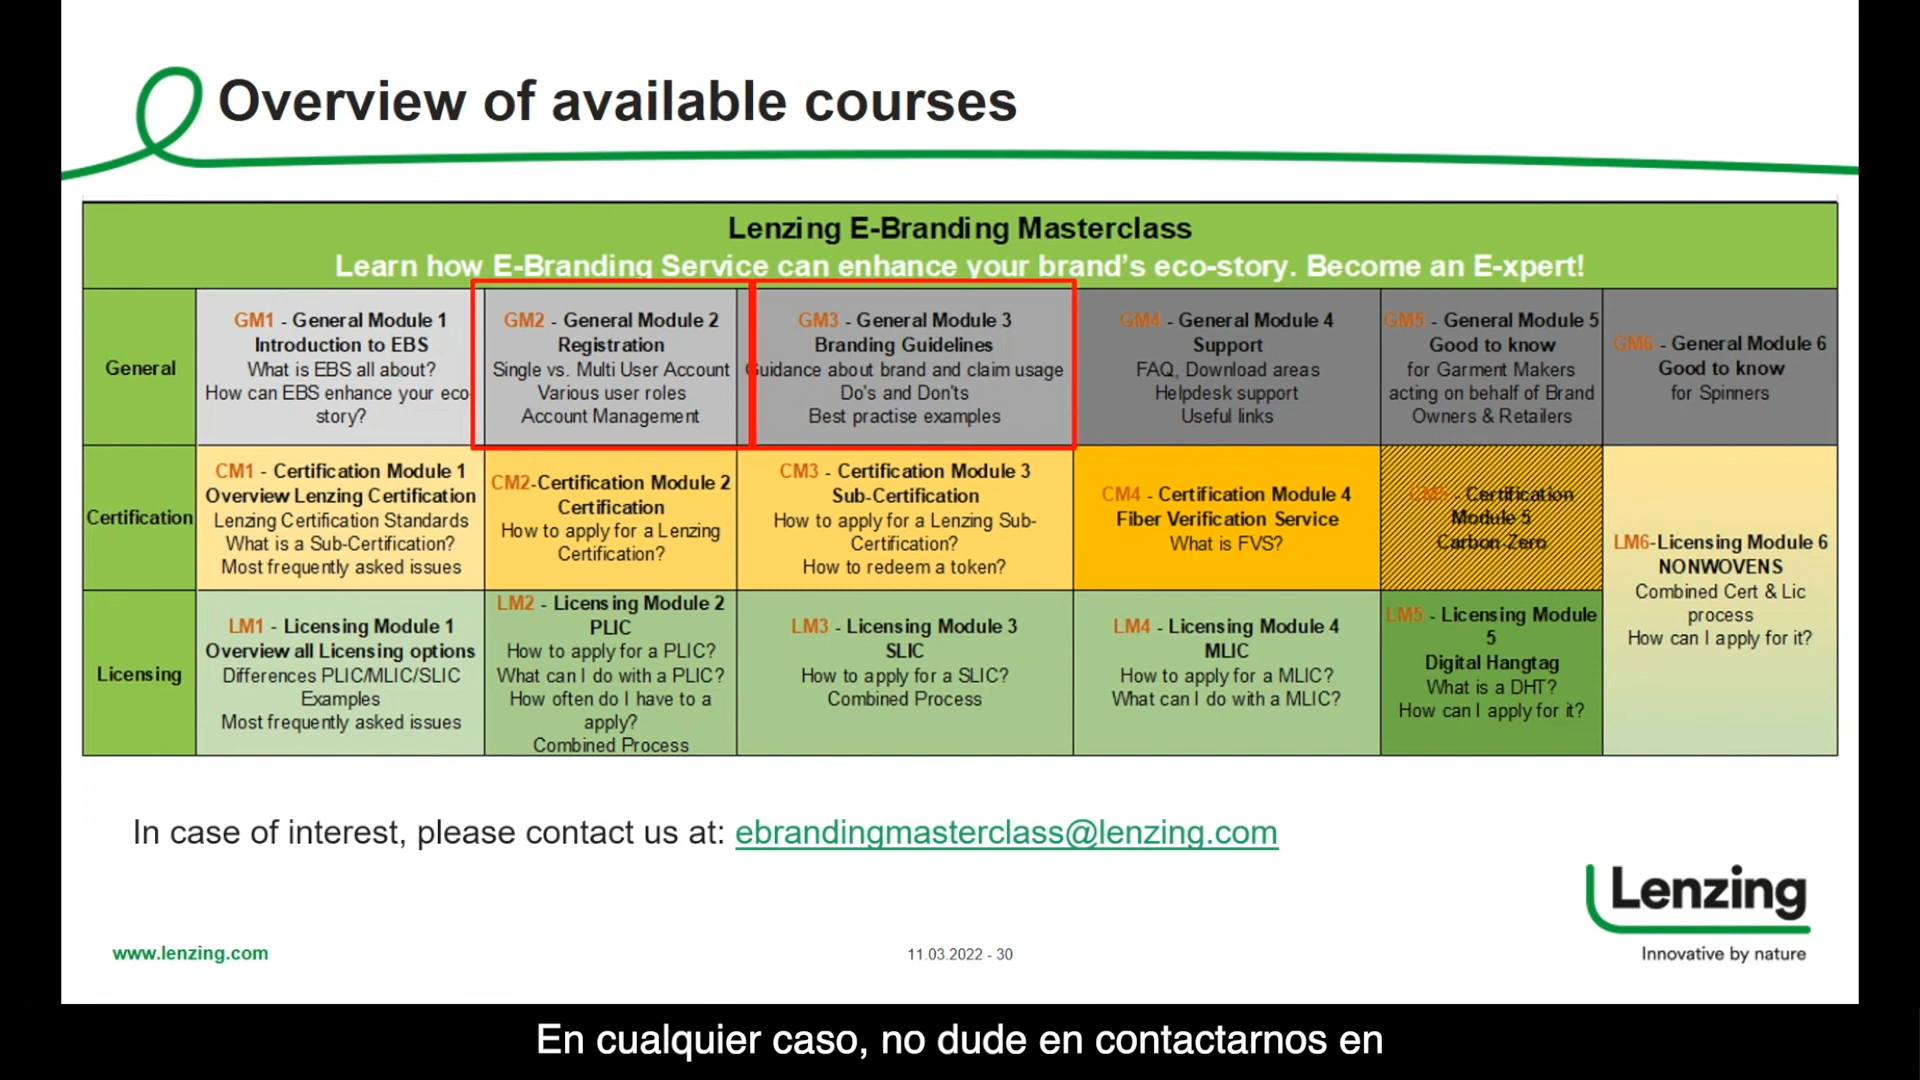 Overview of available courses
Lenzing E-Branding Masterclass
Learn how E-Branding Service can enhance your brand's eco-story. Become an E-xpert!
General
GM1 - General Module 1
Introduction to EBS
What is EBS all about?
How can EBS enhance your eco-
story?
GM2 - General Module 2
Registration
Single vs. Multi User Account
Various user roles
Account Management
GM3 - General Module 3
Branding Guidelines
Guidance about brand and claim usage
Do's and Don'ts
Best practise examples
GM4 - General Module 4
Support
FAQ, Download areas
Helpdesk support
Useful links
GM5 - General Module 5
Good to know
for Garment Makers
acting on behalf of Brand
Owners & Retailers
GM6 - General Module 6
Good to know
for Spinners
Certification
CM1 - Certification Module 1
Overview Lenzing Certification
Lenzing Certification Standards
What is a Sub-Certification?
Most frequently asked issues
CM2-Certification Module 2
Certification
How to apply for a Lenzing
Certification?
CM3 - Certification Module 3
Sub-Certification
How to apply for a Lenzing Sub-
Certification?
How to redeem a token?
CM4 - Certification Module 4
Fiber Verification Service
What is FVS?
CM5 - Certification
Module 5
Carbon-Zero
LM6-Licensing Module 6
NONWOVENS
Combined Cert & Lic
process
How can I apply for it?
Licensing
LM1 - Licensing Module 1
Overview all Licensing options
Differences PLIC/MLIC/SLIC
Examples
Most frequently asked issues
LM2 - Licensing Module 2
PLIC
How to apply for a PLIC?
What can I do with a PLIC?
How often do I have to a
apply?
Combined Process
LM3 - Licensing Module 3
SLIC
How to apply for a SLIC?
Combined Process
LM4 - Licensing Module 4
MLIC
How to apply for a MLIC?
What can I do with a MLIC?
LM5 - Licensing Module
5
Digital Hangtag
What is a DHT?
How can I apply for it?
In case of interest, please contact us at: ebrandingmasterclass@lenzing.com
Lenzing
Innovative by nature
www.lenzing.com
11.03.2022 - 30
En cualquier caso, no dude en contactarnos en